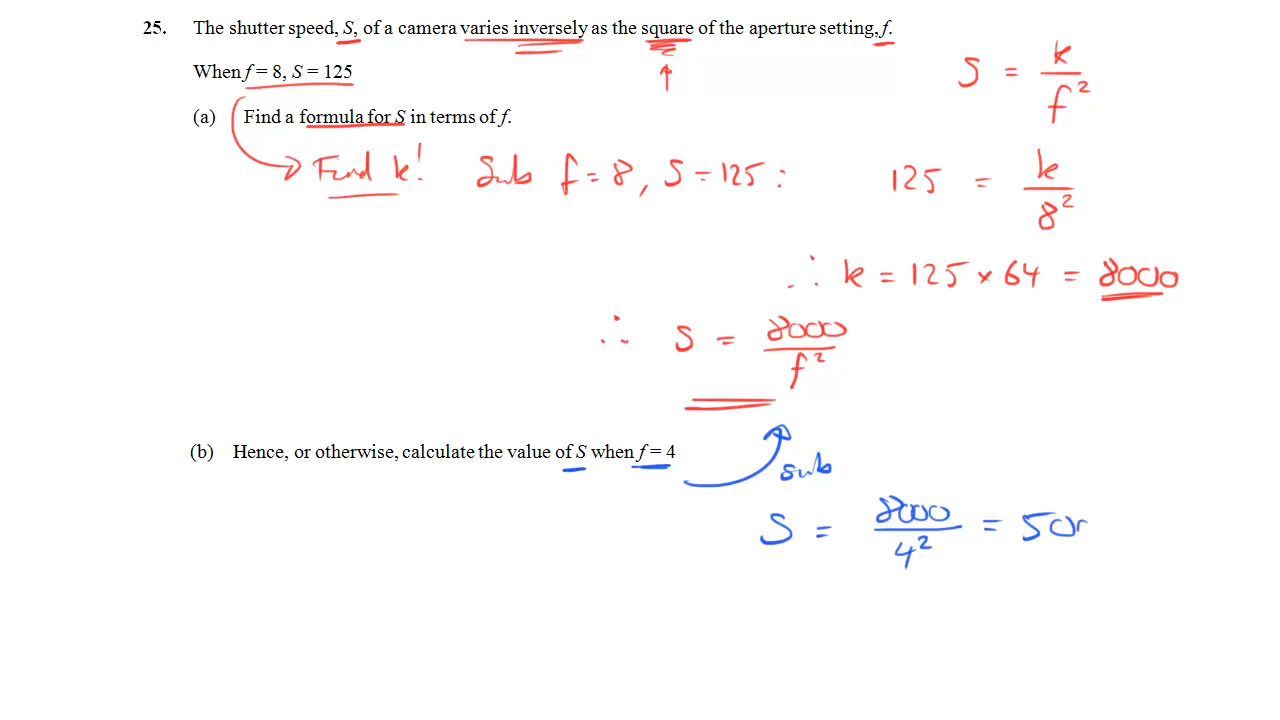 25. The shutter speed, S, of a camera varies inversely as the square of the aperture setting, f.
When f = 8, S = 125
S = k / f²
(a) Find a formula for S in terms of f.
Find k! Sub f = 8, S = 125 : 125 = k / 8²
∴ k = 125 × 64 = 8000
∴ S = 8000 / f²
(b) Hence, or otherwise, calculate the value of S when f = 4
sub
S = 8000 / 4² = 50